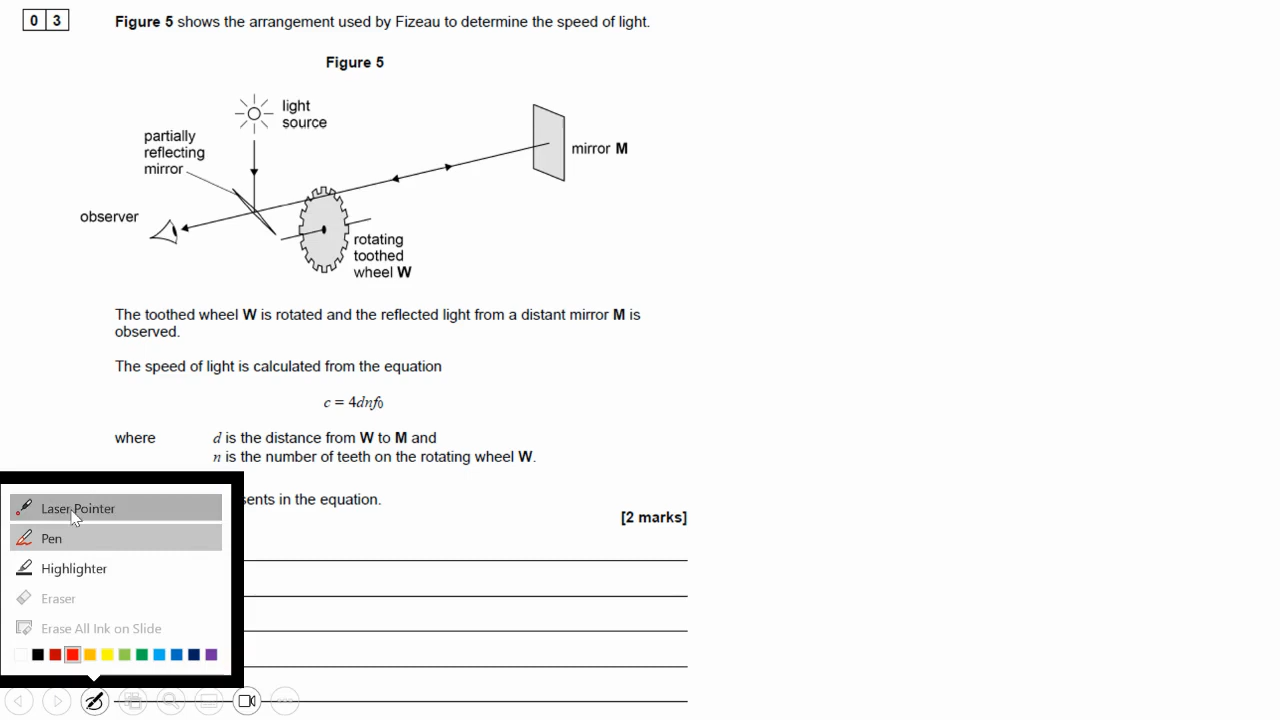 0 3
Figure 5 shows the arrangement used by Fizeau to determine the speed of light.
Figure 5
light
source
partially
reflecting
mirror
mirror M
observer
rotating
toothed
wheel W
The toothed wheel W is rotated and the reflected light from a distant mirror M is
observed.
The speed of light is calculated from the equation
c = 4dnf₀
where d is the distance from W to M and
n is the number of teeth on the rotating wheel W.
sents in the equation.
[2 marks]
Laser Pointer
Pen
Highlighter
Eraser
Erase All Ink on Slide